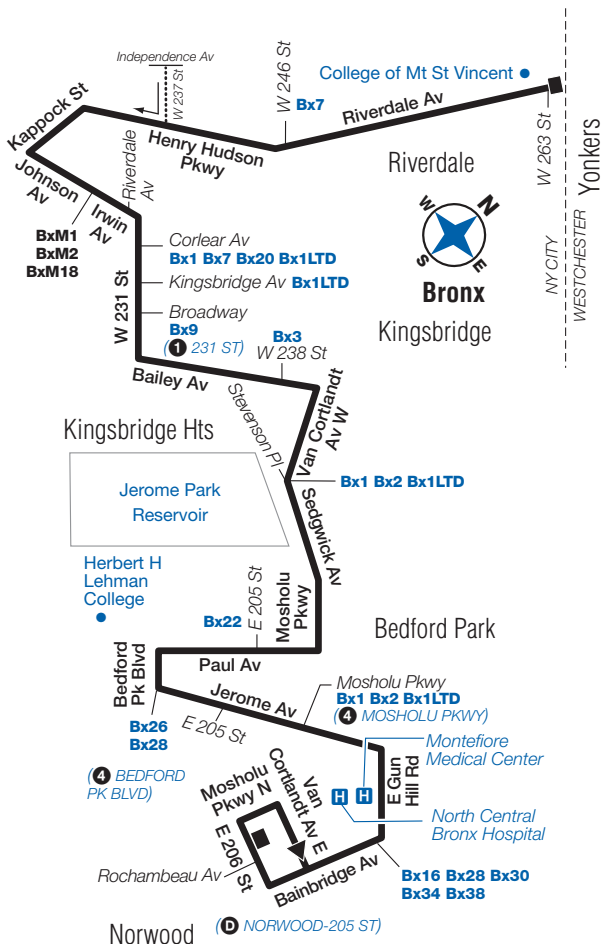 Independence Av
W 237 St
Kappock St
Henry Hudson
Pkwy
W 246 St
Bx7
College of Mt St Vincent
Riverdale Av
W 263 St
Yonkers
NY CITY
WESTCHESTER
Riverdale
Johnson
Av
Irwin
Av
Riverdale
Av
BxM1
BxM2
BxM18
W
N
S
E
Bronx
Kingsbridge
Corlear Av
Bx1 Bx7 Bx20 Bx1LTD
Kingsbridge Av Bx1LTD
Broadway
Bx9
(1 231 ST)
W 231 St
Bx3
W 238 St
Bailey Av
Van Cortlandt
Av W
Stevenson Pl
Kingsbridge Hts
Jerome Park
Reservoir
Bx1 Bx2 Bx1LTD
Sedgwick Av
Herbert H
Lehman
College
Bx22
E 205 St
Mosholu
Pkwy
Bedford Park
Paul Av
Bedford
Pk Blvd
Jerome Av
Mosholu Pkwy
Bx1 Bx2 Bx1LTD
(4 MOSHOLU PKWY)
E 205 St
Bx26
Bx28
(4 BEDFORD
PK BLVD)
E Gun
Hill Rd
Montefiore
Medical Center
H H
North Central
Bronx Hospital
Mosholu
Pkwy N
Van
Cortlandt Av E
E 206 St
Rochambeau Av
Bainbridge Av
Bx16 Bx28 Bx30
Bx34 Bx38
Norwood
(D NORWOOD-205 ST)